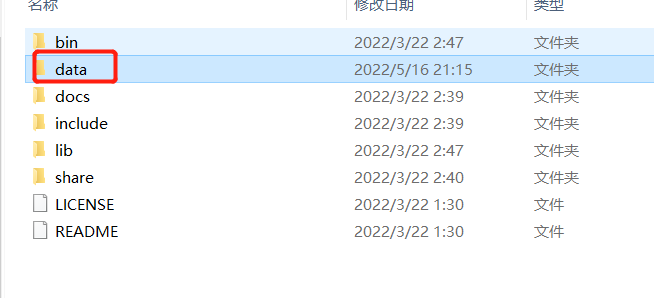 名称 修改日期 类型
bin 2022/3/22 2:47 文件夹
data 2022/5/16 21:15 文件夹
docs 2022/3/22 2:39 文件夹
include 2022/3/22 2:39 文件夹
lib 2022/3/22 2:47 文件夹
share 2022/3/22 2:40 文件夹
LICENSE 2022/3/22 1:30 文件
README 2022/3/22 1:30 文件